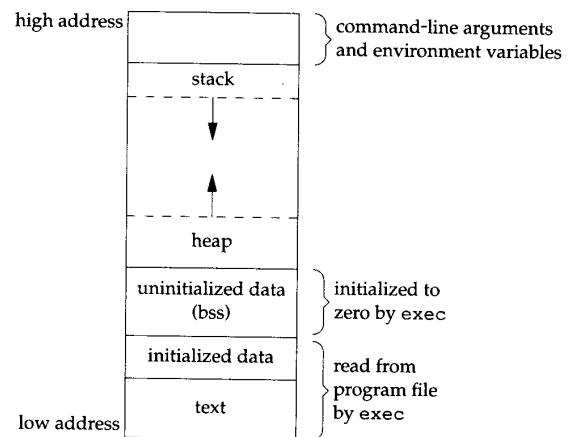 high address
command-line arguments
and environment variables
stack
heap
uninitialized data
(bss)
initialized to
zero by exec
initialized data
read from
program file
by exec
text
low address